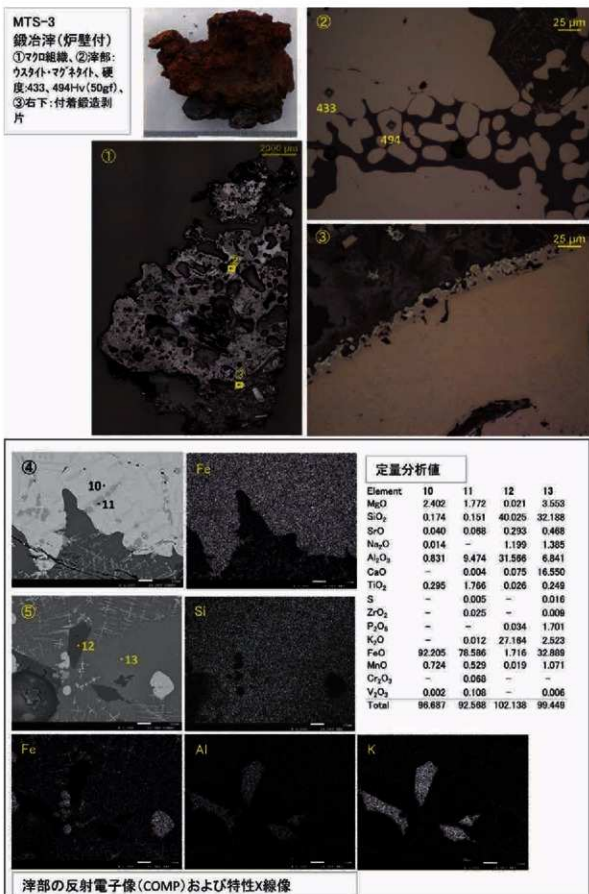 MTS-3
鍛冶滓(炉壁付)
①マクロ組織、②滓部:
ウスタイト・マグネタイト、硬
度:433、494Hv(50gf)、
③右下:付着鍛造剥
片
②
25 μm
433
494
①
2000 μm
2
3
③
25 μm
④
10
11
Fe
定量分析値
Element 10 11 12 13
MgO 2.402 1.772 0.021 3.553
SiO2 0.174 0.151 40.025 32.188
SrO 0.040 0.068 0.293 0.468
Na2O 0.014 - 1.199 1.385
Al2O3 0.831 9.474 31.566 6.841
CaO - 0.004 0.075 16.550
TiO2 0.295 1.766 0.026 0.249
S - 0.005 - 0.016
ZrO2 - 0.025 - 0.009
P2O5 - - 0.034 1.701
K2O - 0.012 27.164 2.523
FeO 92.205 78.586 1.716 32.889
MnO 0.724 0.529 0.019 1.071
Cr2O3 - 0.068 - -
V2O3 0.002 0.108 - 0.006
Total 96.687 92.568 102.138 99.449
⑤
12
13
Si
Fe
Al
K
滓部の反射電子像(COMP)および特性X線像